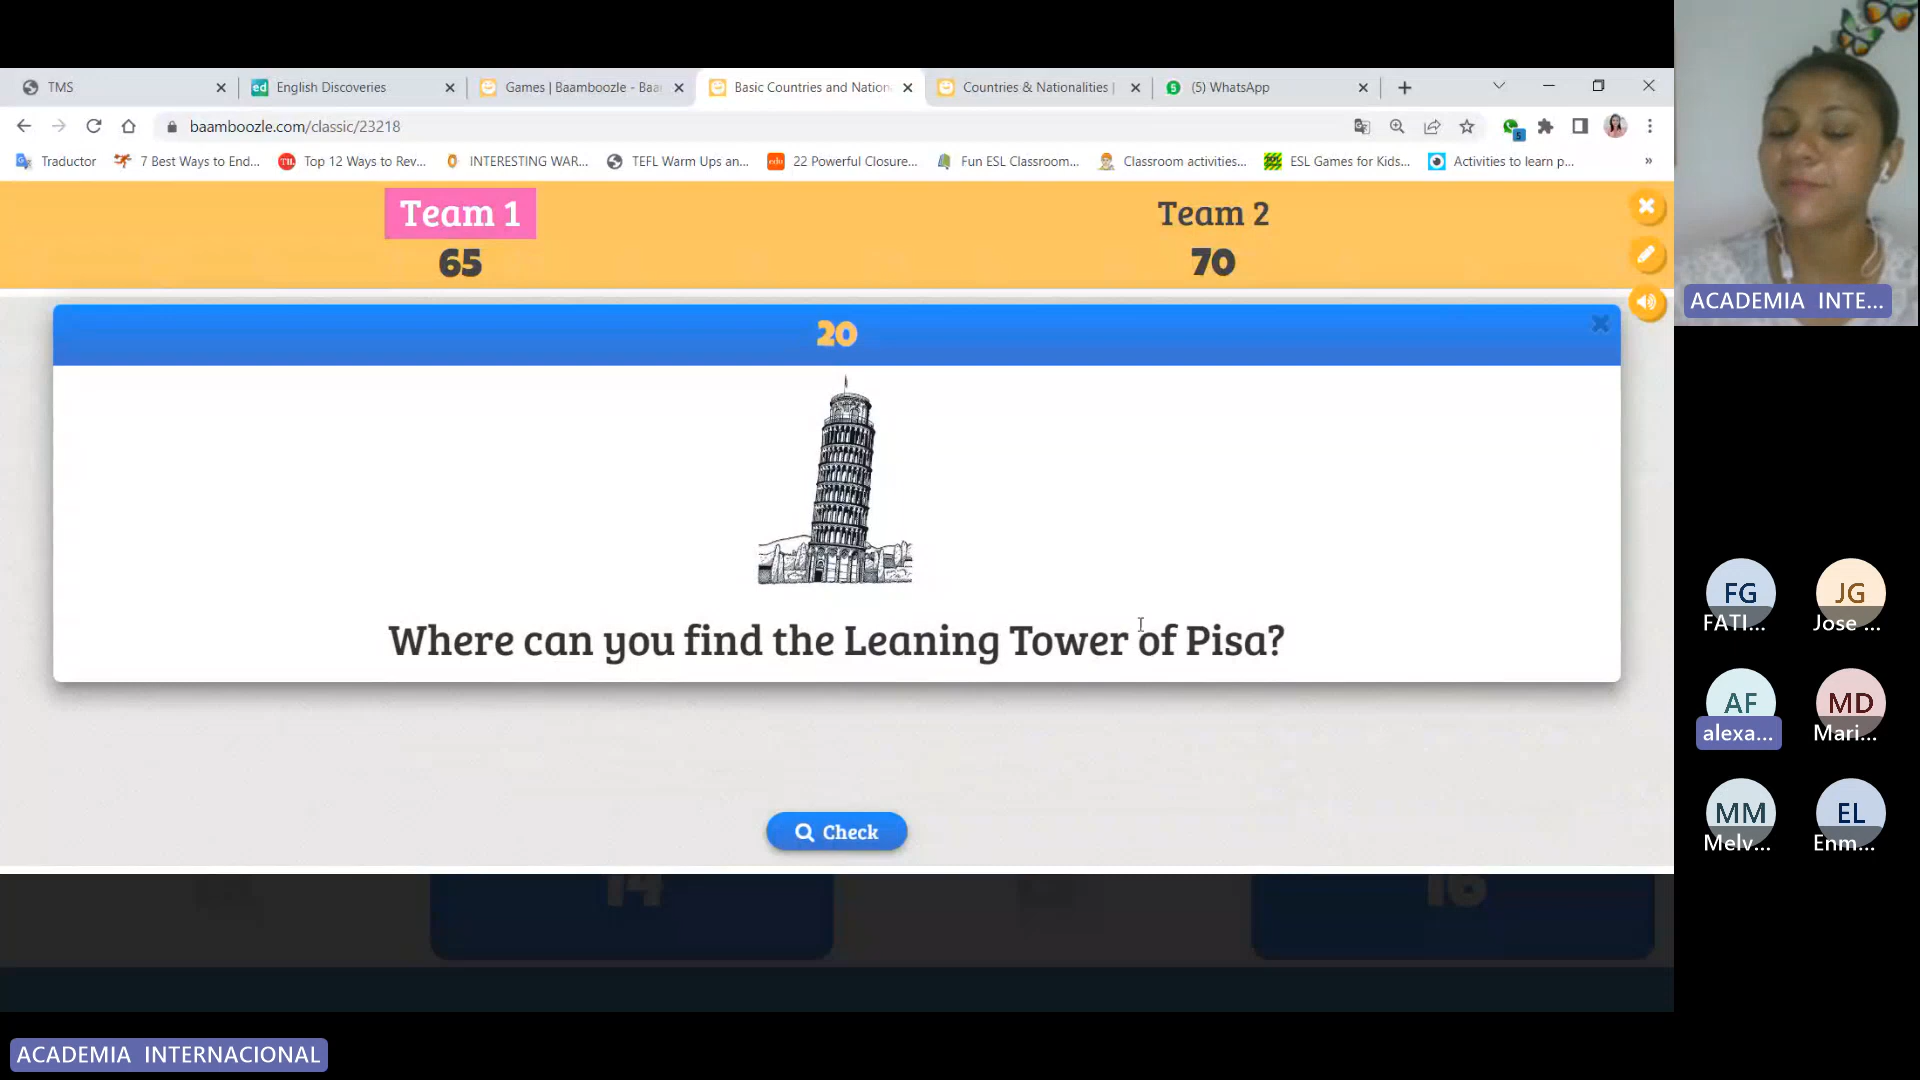 TMS
English Discoveries
Games | Baamboozle - Baa
Basic Countries and Nation
Countries & Nationalities |
(5) WhatsApp
baamboozle.com/classic/23218
5
Traductor
7 Best Ways to End...
Top 12 Ways to Rev...
INTERESTING WAR...
TEFL Warm Ups an...
22 Powerful Closure...
Fun ESL Classroom...
Classroom activities...
ESL Games for Kids...
Activities to learn p...
»
Team 1
65
Team 2
70
20
Where can you find the Leaning Tower of Pisa?
Check
14
16
ACADEMIA INTE...
FG
FATI...
JG
Jose ...
AF
alexa...
MD
Mari...
MM
Melv...
EL
Enm...
ACADEMIA INTERNACIONAL